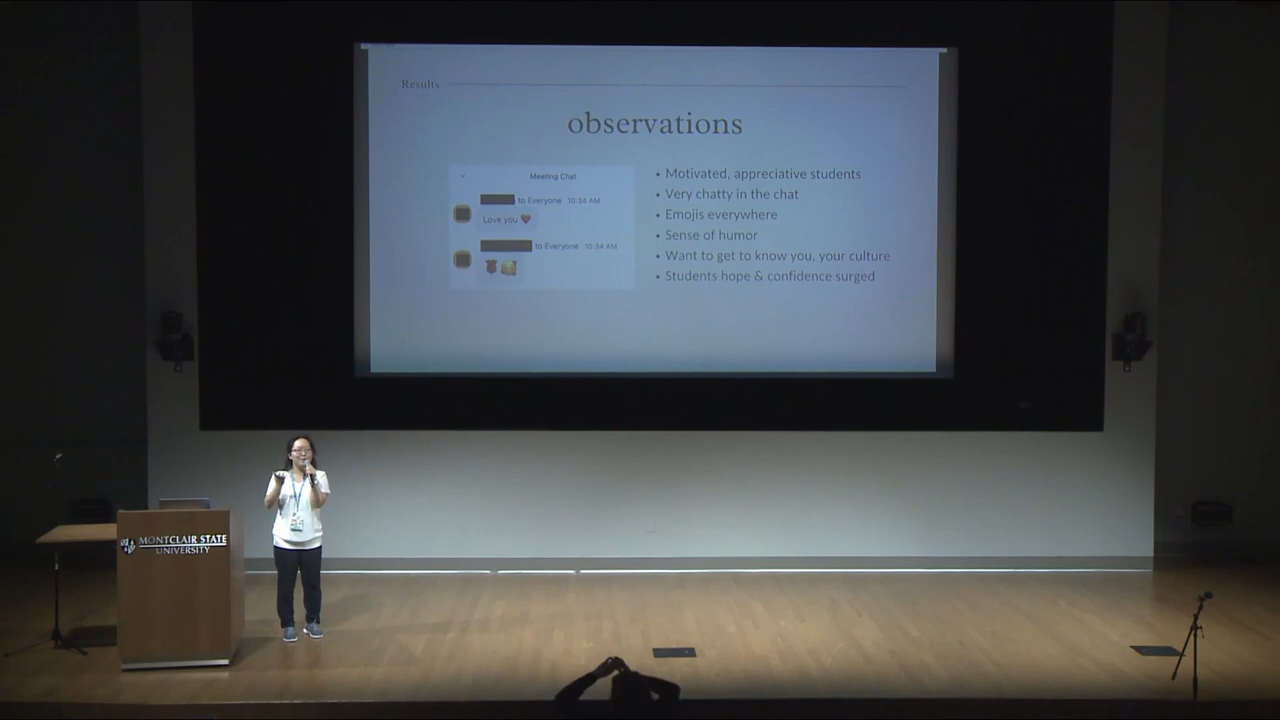 Results
observations
Meeting Chat
to Everyone 10:34 AM
Love you ❤
to Everyone 10:34 AM
• Motivated, appreciative students
• Very chatty in the chat
• Emojis everywhere
• Sense of humor
• Want to get to know you, your culture
• Students hope & confidence surged
MONTCLAIR STATE
UNIVERSITY